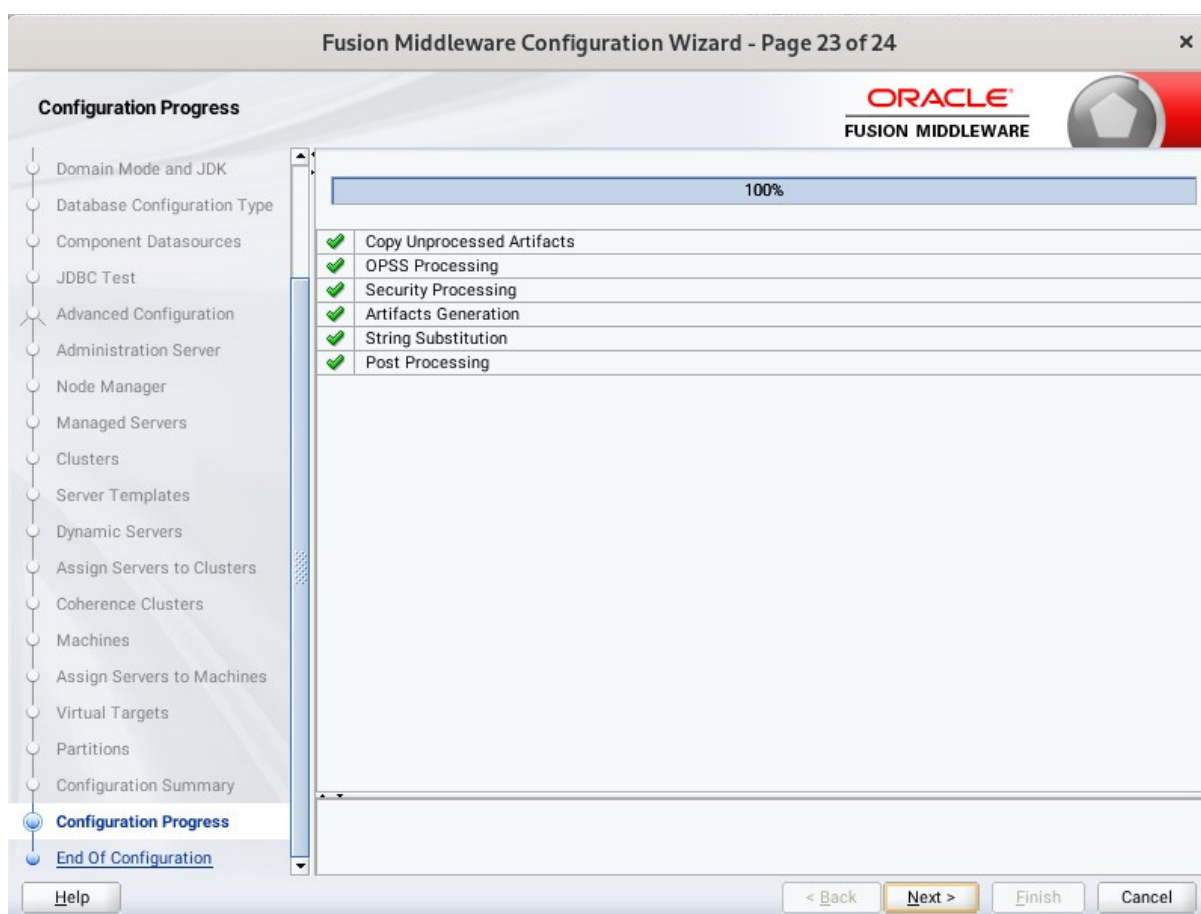 Fusion Middleware Configuration Wizard - Page 23 of 24
×
Configuration Progress
ORACLE
FUSION MIDDLEWARE
Domain Mode and JDK
Database Configuration Type
Component Datasources
JDBC Test
Advanced Configuration
Administration Server
Node Manager
Managed Servers
Clusters
Server Templates
Dynamic Servers
Assign Servers to Clusters
Coherence Clusters
Machines
Assign Servers to Machines
Virtual Targets
Partitions
Configuration Summary
Configuration Progress
End Of Configuration
100%
Copy Unprocessed Artifacts
OPSS Processing
Security Processing
Artifacts Generation
String Substitution
Post Processing
Help
< Back
Next >
Finish
Cancel